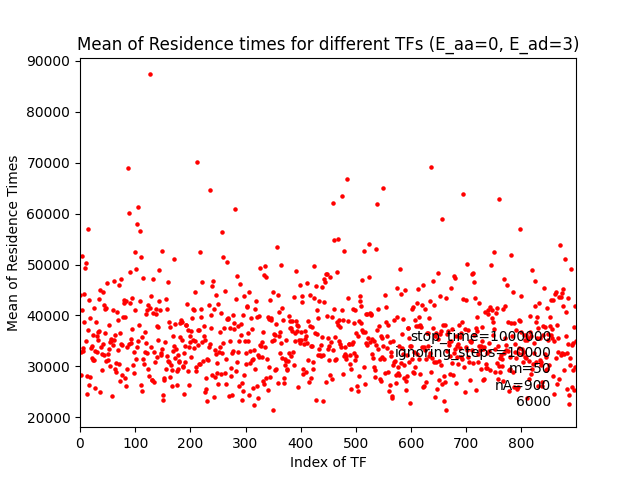 Mean of Residence times for different TFs (E_aa=0, E_ad=3)
90000
80000
70000
60000
50000
40000
30000
20000
Mean of Residence Times
stop_time=1000000
ignoring_steps=10000
m=50
nA=900
6000
0 100 200 300 400 500 600 700 800
Index of TF